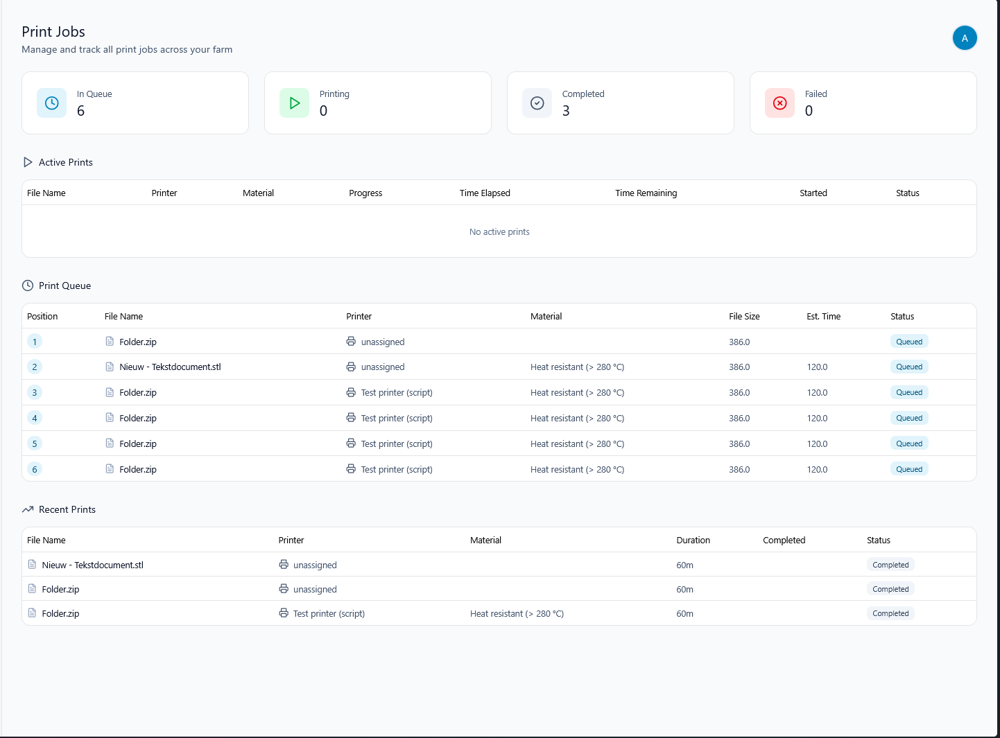 Print Jobs
Manage and track all print jobs across your farm
A
In Queue
6
Printing
0
Completed
3
Failed
0
Active Prints
File Name Printer Material Progress Time Elapsed Time Remaining Started Status
No active prints
Print Queue
Position File Name Printer Material File Size Est. Time Status
1 Folder.zip unassigned 386.0 Queued
2 Nieuw - Tekstdocument.stl unassigned Heat resistant (> 280 °C) 386.0 120.0 Queued
3 Folder.zip Test printer (script) Heat resistant (> 280 °C) 386.0 120.0 Queued
4 Folder.zip Test printer (script) Heat resistant (> 280 °C) 386.0 120.0 Queued
5 Folder.zip Test printer (script) Heat resistant (> 280 °C) 386.0 120.0 Queued
6 Folder.zip Test printer (script) Heat resistant (> 280 °C) 386.0 120.0 Queued
Recent Prints
File Name Printer Material Duration Completed Status
Nieuw - Tekstdocument.stl unassigned 60m Completed
Folder.zip unassigned 60m Completed
Folder.zip Test printer (script) Heat resistant (> 280 °C) 60m Completed